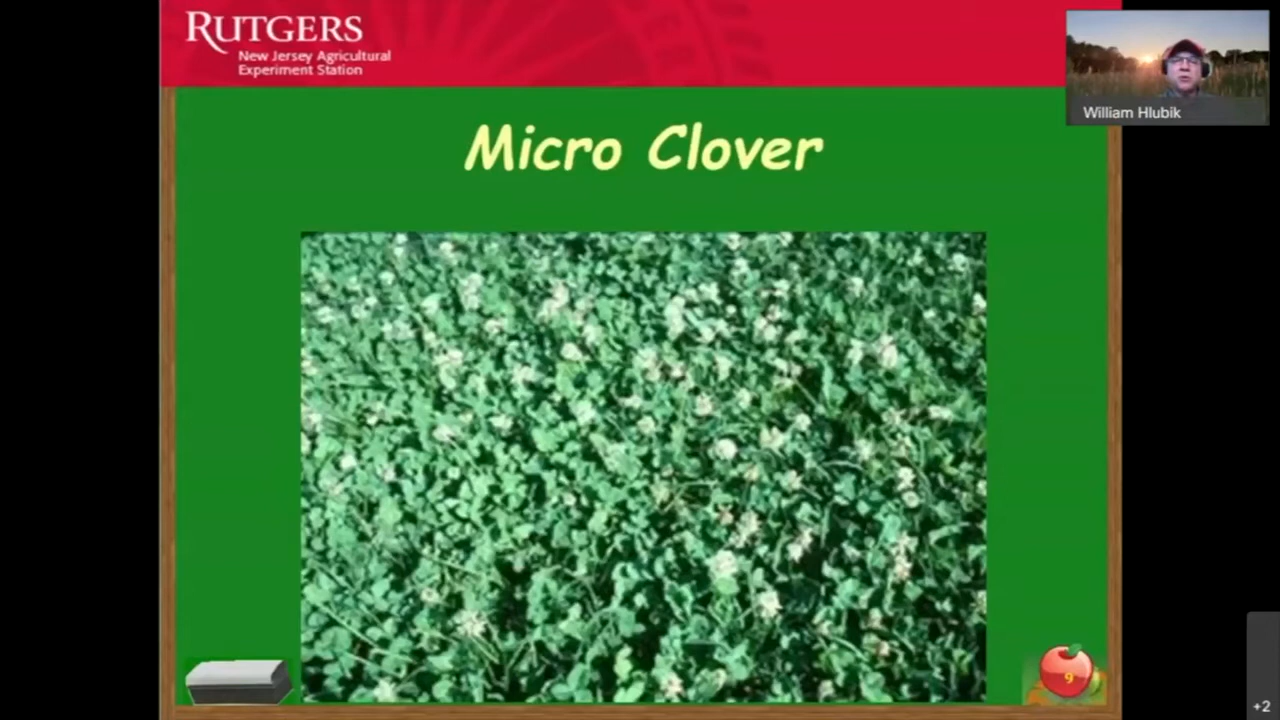 RUTGERS
New Jersey Agricultural
Experiment Station
William Hlubik
Micro Clover
9
+2